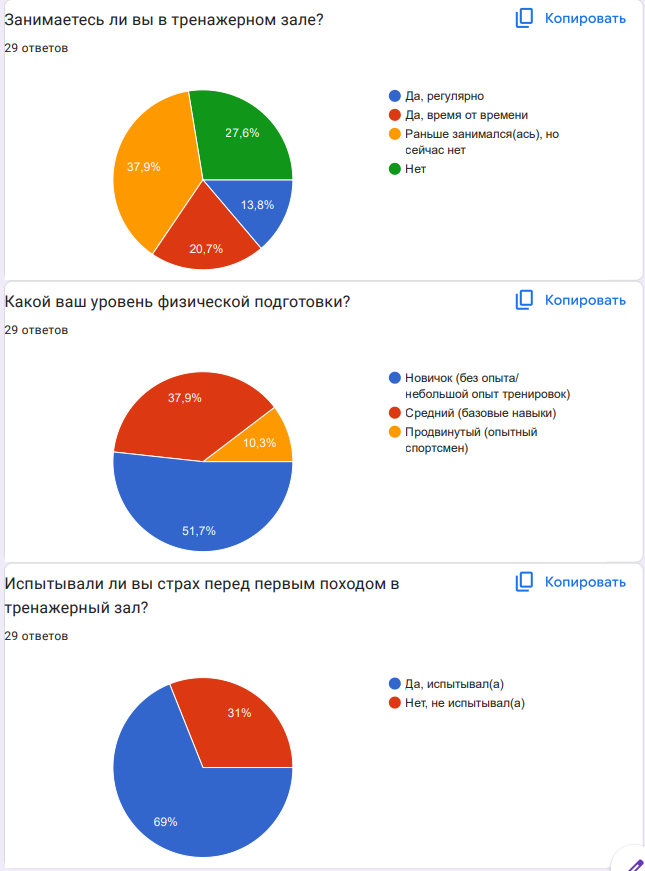 Занимаетесь ли вы в тренажерном зале?
Копировать
29 ответов
27,6%
37,9%
13,8%
20,7%
Да, регулярно
Да, время от времени
Раньше занимался(ась), но
сейчас нет
Нет
Какой ваш уровень физической подготовки?
Копировать
29 ответов
37,9%
10,3%
51,7%
Новичок (без опыта/
небольшой опыт тренировок)
Средний (базовые навыки)
Продвинутый (опытный
спортсмен)
Испытывали ли вы страх перед первым походом в
тренажерный зал?
Копировать
29 ответов
31%
69%
Да, испытывал(а)
Нет, не испытывал(а)